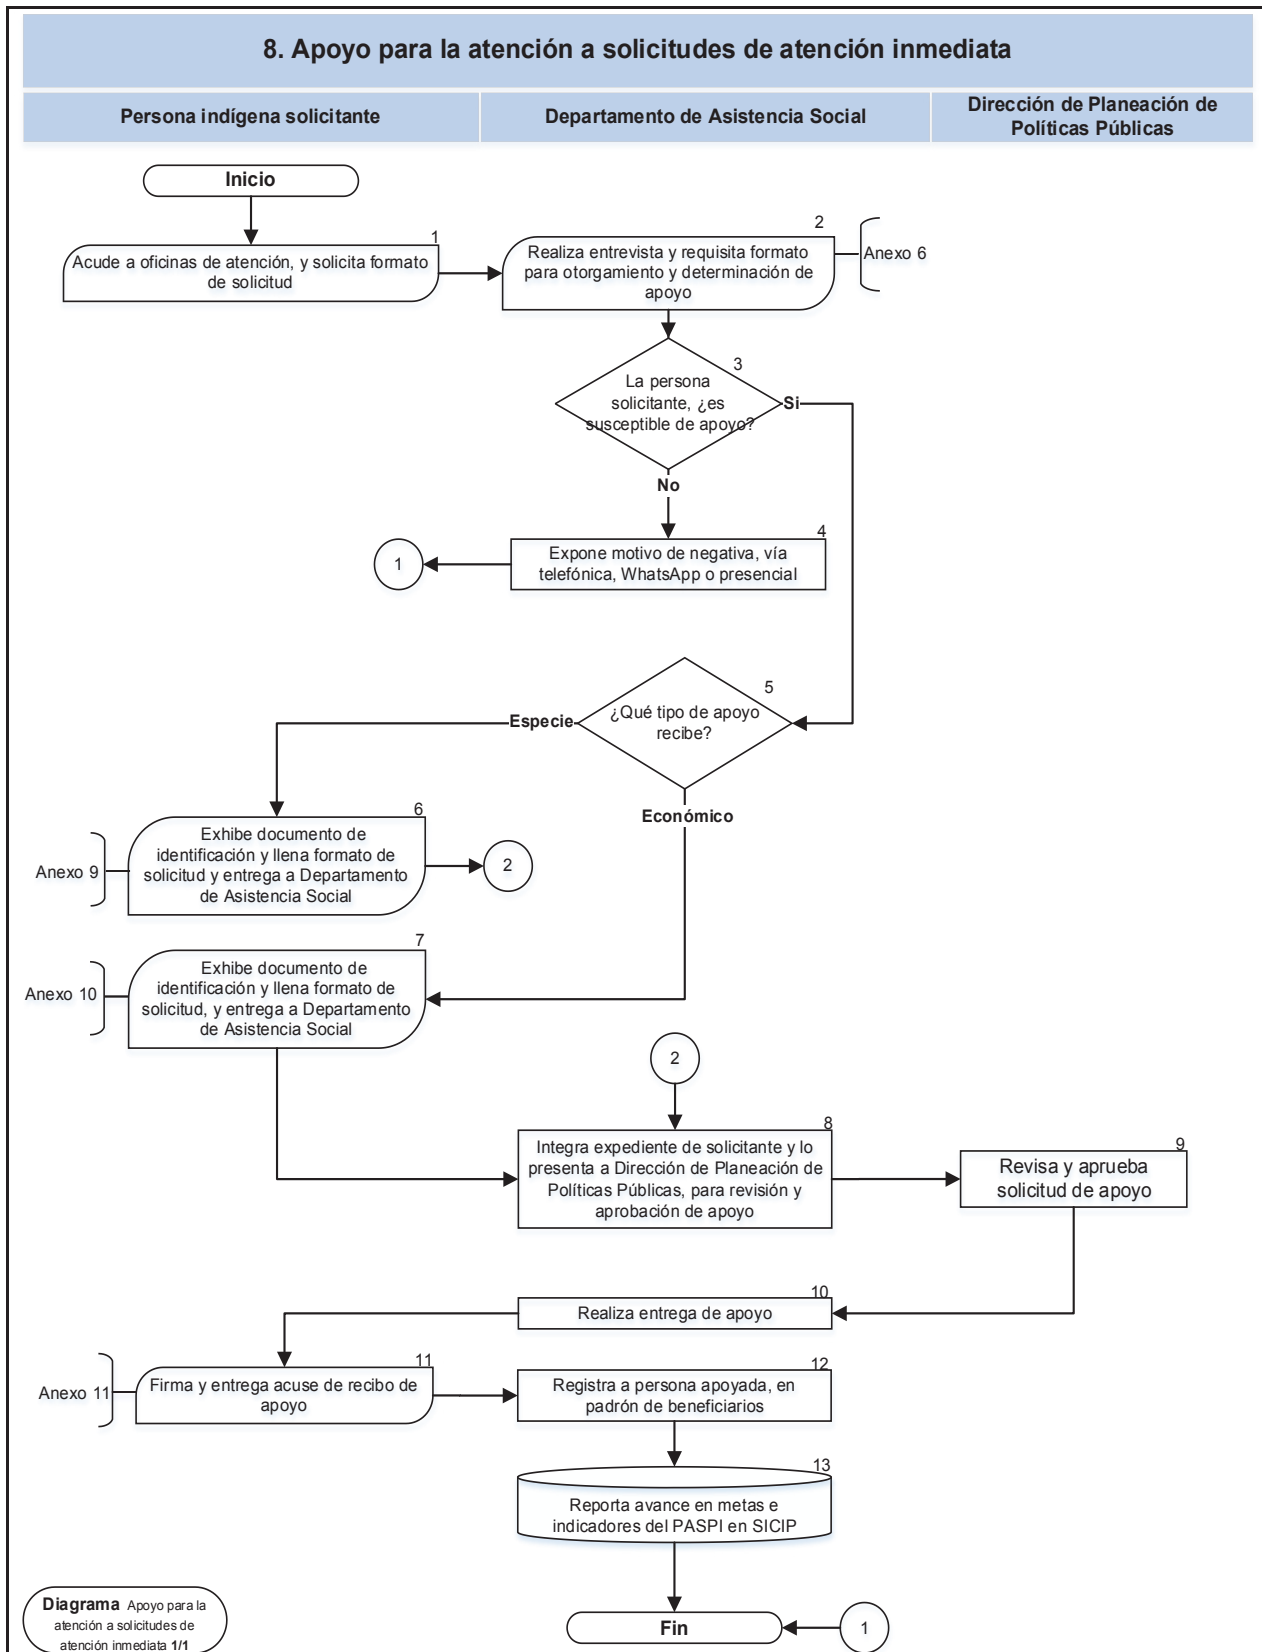 8. Apoyo para la atención a solicitudes de atención inmediata
Persona indígena solicitante
Departamento de Asistencia Social
Dirección de Planeación de
Políticas Públicas
Inicio
1
Acude a oficinas de atención, y solicita formato
de solicitud
2
Realiza entrevista y requisita formato
para otorgamiento y determinación de
apoyo
Anexo 6
3
La persona
solicitante, ¿es
susceptible de apoyo?
Si
No
4
Expone motivo de negativa, vía
telefónica, WhatsApp o presencial
1
5
¿Qué tipo de apoyo
recibe?
Especie
Económico
6
Exhibe documento de
identificación y llena formato de
solicitud y entrega a Departamento
de Asistencia Social
Anexo 9
2
7
Exhibe documento de
identificación y llena formato de
solicitud, y entrega a Departamento
de Asistencia Social
Anexo 10
2
8
Integra expediente de solicitante y lo
presenta a Dirección de Planeación de
Políticas Públicas, para revisión y
aprobación de apoyo
9
Revisa y aprueba
solicitud de apoyo
10
Realiza entrega de apoyo
11
Firma y entrega acuse de recibo de
apoyo
Anexo 11
12
Registra a persona apoyada, en
padrón de beneficiarios
13
Reporta avance en metas e
indicadores del PASPI en SICIP
Fin
1
Diagrama Apoyo para la
atención a solicitudes de
atención inmediata 1/1